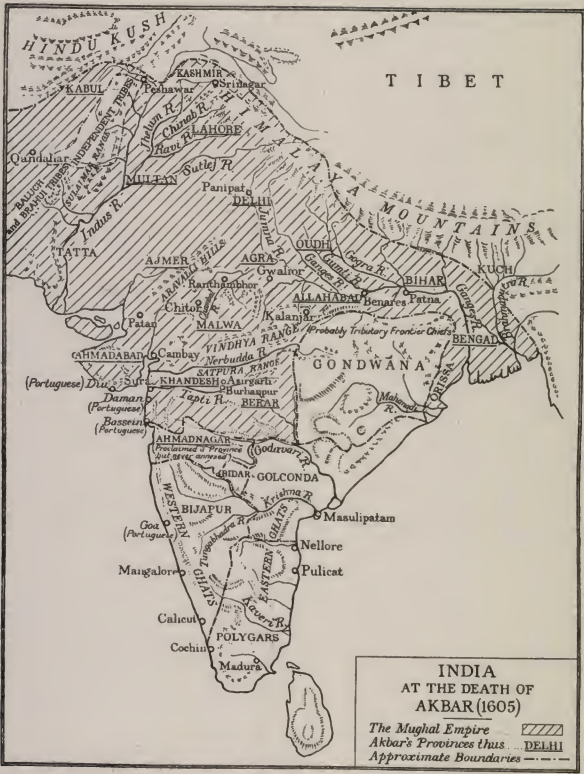 HINDU KUSH
TIBET
KABUL
KASHMIR
Peshawar
Srinagar
INDEPENDENT TRIBES
Jhelum R.
Chinab R.
Ravi R.
LAHORE
HIMALAYA MOUNTAINS
Qandahar
BALUCH
and BRAHUI TRIBES
SULAIMAN RANGE
MULTAN
Sutlej R.
Indus R.
Panipat
DELHI
Jumna R.
TATTA
AJMER
ARAVALLI HILLS
AGRA
Gwalior
OUDH
Gogra R.
Gumti R.
Ganges R.
BIHAR
KUCH
Ranthambhor
Chitor
ALLAHABAD
Benares
Patna
Ganges R.
Kalanjar
Patan
MALWA
VINDHYA RANGE
(Probably Tributary Frontier Chiefs)
BENGAL
AHMADABAD
Cambay
Nerbudda R.
SATPURA RANGE
GONDWĀNA
(Portuguese) Diu
Surat
KHANDESH
Asirgarh
Burhanpur
ORISSA
Daman
(Portuguese)
Tapti R.
BERAR
Mahanadi
R.
Bassein
(Portuguese)
AHMADNAGAR
Proclaimed a Province
but never annexed
Godavari R.
BIDAR
GOLCONDA
WESTERN GHATS
BIJAPUR
Krishna R.
Masulipatam
Goa
(Portuguese)
Tungabhadra R.
EASTERN GHATS
Nellore
Pulicat
Mangalore
Kaveri R.
Calicut
POLYGARS
Cochin
Madura
INDIA
AT THE DEATH OF
AKBAR (1605)
The Mughal Empire
Akbar's Provinces thus....DELHI
Approximate Boundaries